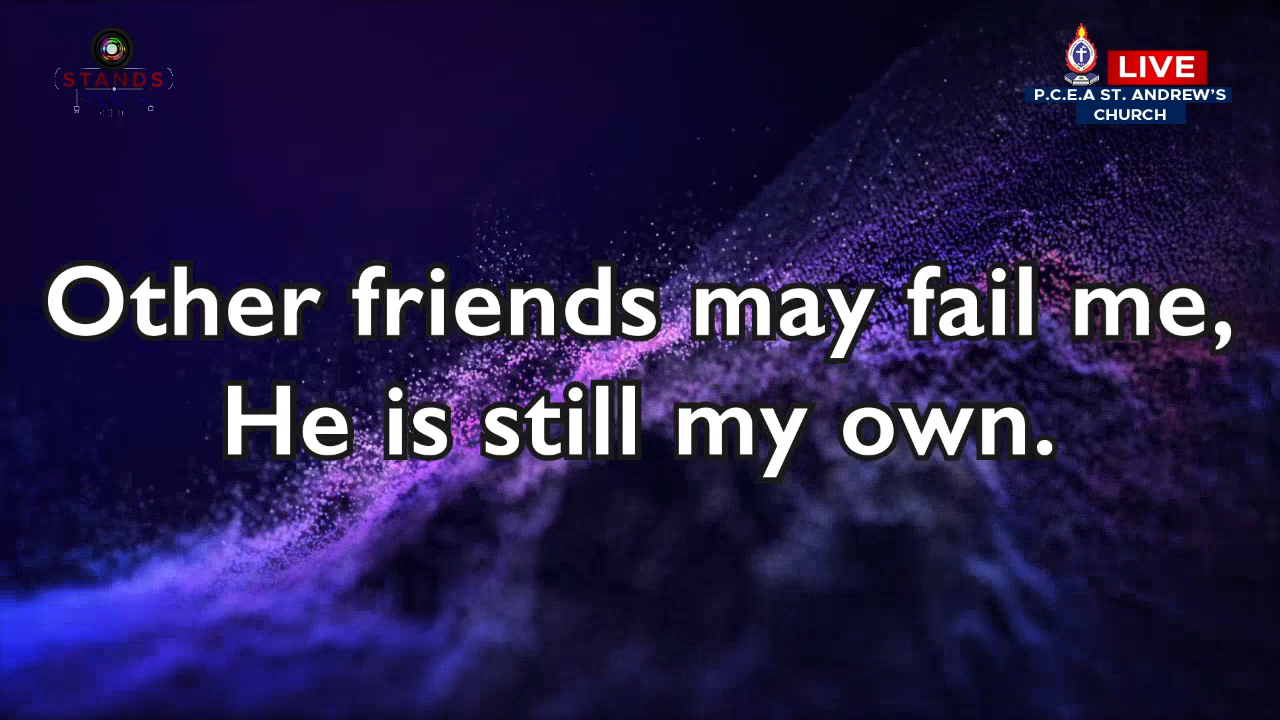 STANDS
LIVE
P.C.E.A ST. ANDREW'S
CHURCH
Other friends may fail me,
He is still my own.